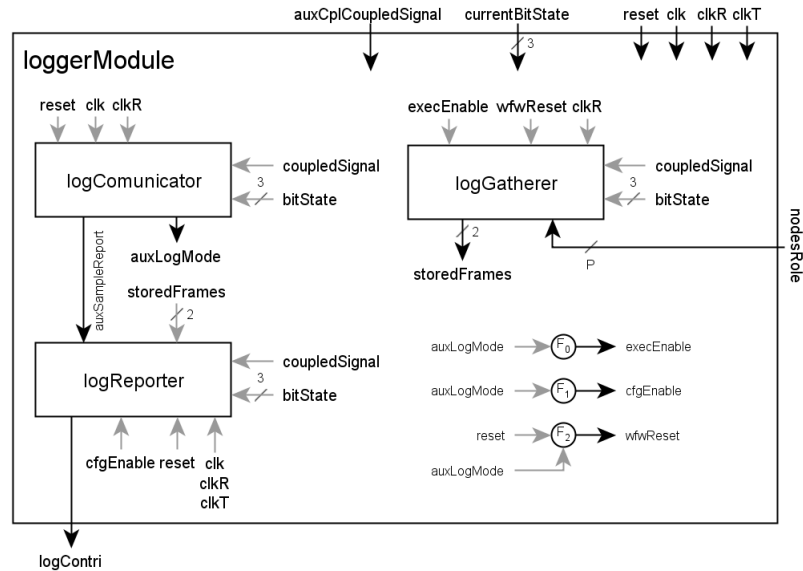 auxCplCoupledSignal currentBitState reset clk clkR clkT
3
loggerModule
reset clk clkR
execEnable wfwReset clkR
logComunicator
coupledSignal
3
bitState
logGatherer
coupledSignal
3
bitState
auxSampleReport
auxLogMode
2
storedFrames
P
nodesRole
storedFrames
2
logReporter
coupledSignal
3
bitState
cfgEnable reset clk
clkR
clkT
auxLogMode F0 execEnable
auxLogMode F1 cfgEnable
reset F2 wfwReset
auxLogMode
logContri